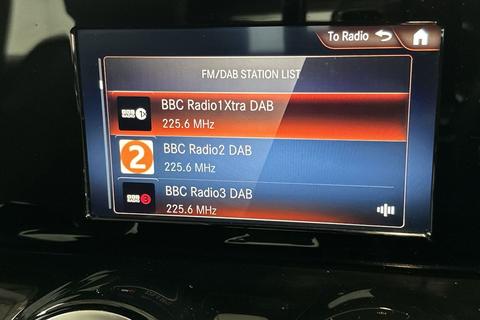 To Radio
FM/DAB STATION LIST
BBC Radio1Xtra DAB
225.6 MHz
BBC Radio2 DAB
225.6 MHz
BBC Radio3 DAB
225.6 MHz